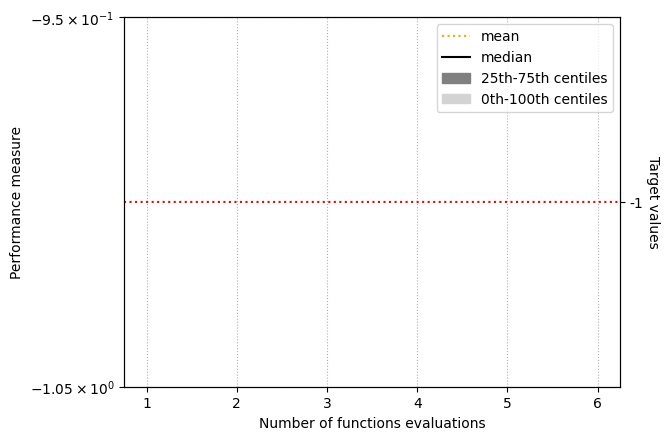 −9.5 × 10⁻¹
mean
median
25th-75th centiles
0th-100th centiles
Performance measure
Target values
-1
−1.05 × 10⁰
1 2 3 4 5 6
Number of functions evaluations